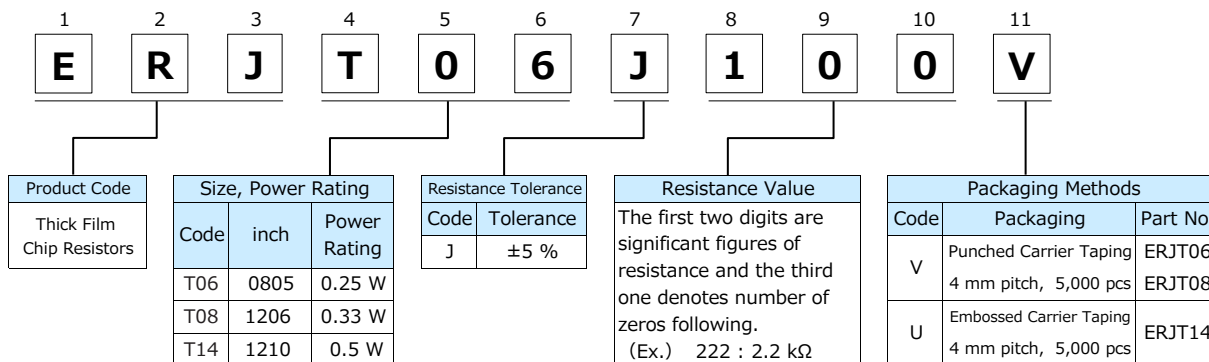 1 2 3 4 5 6 7 8 9 10 11
E R J T 0 6 J 1 0 0 V
Product Code
Thick Film
Chip Resistors
Size, Power Rating
Code inch Power Rating
T06 0805 0.25 W
T08 1206 0.33 W
T14 1210 0.5 W
Resistance Tolerance
Code Tolerance
J ±5 %
Resistance Value
The first two digits are
significant figures of
resistance and the third
one denotes number of
zeros following.
(Ex.) 222 : 2.2 kΩ
Packaging Methods
Code Packaging Part No
V Punched Carrier Taping ERJT06
4 mm pitch, 5,000 pcs ERJT08
U Embossed Carrier Taping ERJT14
4 mm pitch, 5,000 pcs